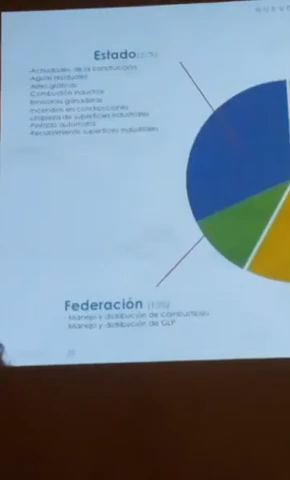 Estado
Actividades de la construcción
Aguas residuales
Artes gráficas
Combustión industrial
Emisiones ganaderas
Incendios en construcciones
Limpieza de superficies industriales
Pintado automotriz
Recubrimiento superficies industriales
Federación
Manejo y distribución de combustibles
Manejo y distribución de GLP